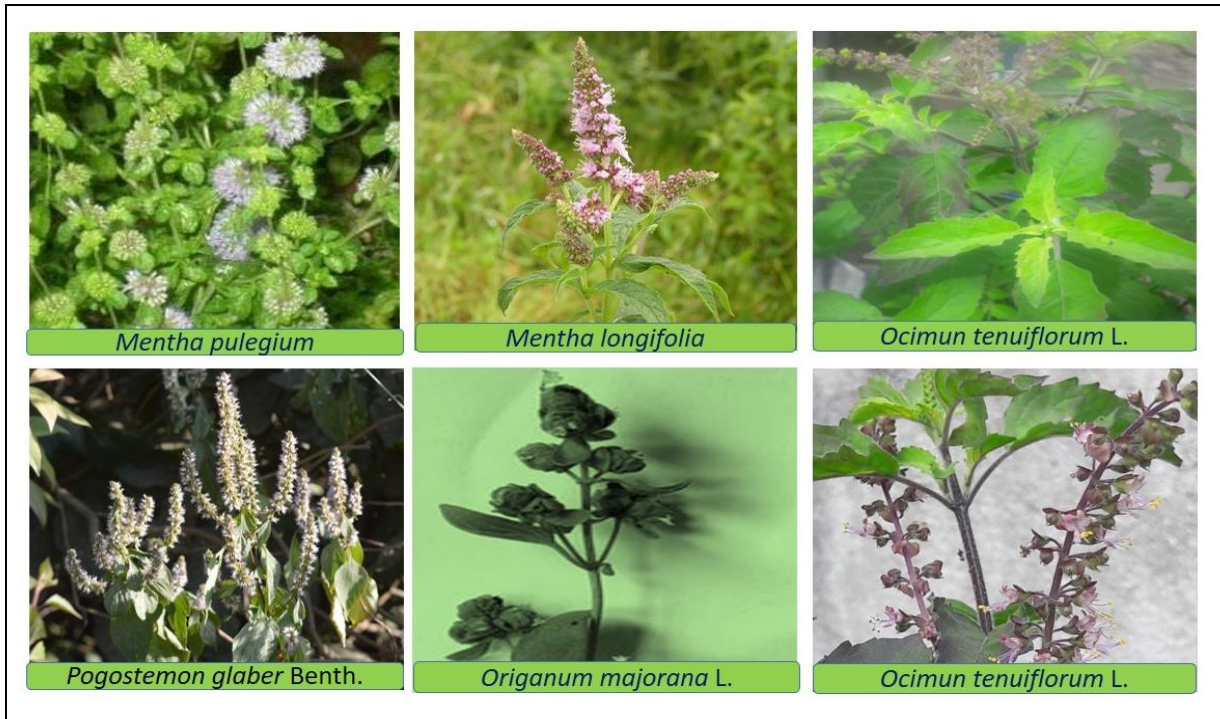 Mentha pulegium
Mentha longifolia
Ocimun tenuiflorum L.
Pogostemon glaber Benth.
Origanum majorana L.
Ocimun tenuiflorum L.